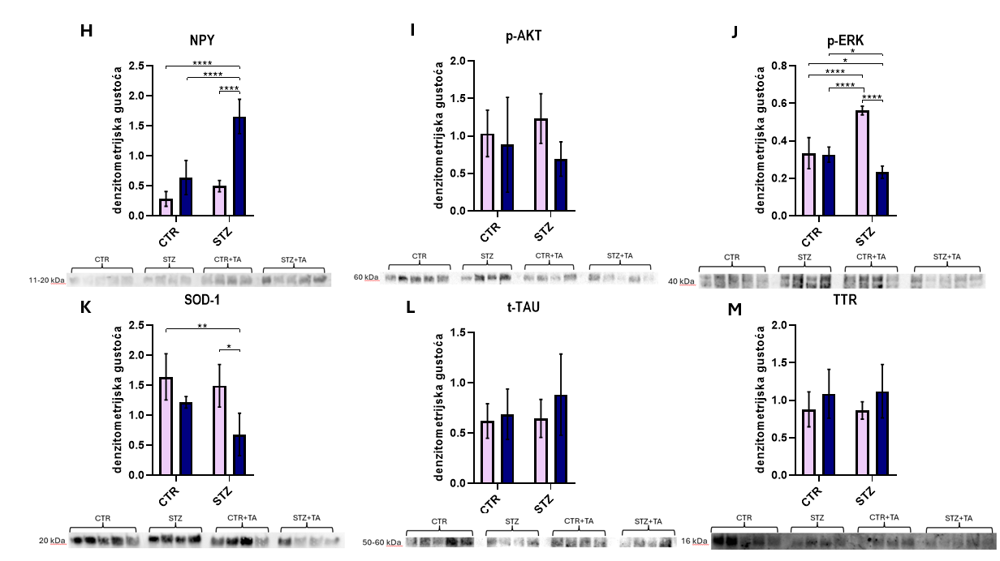 H
NPY
denzitometrijska gustoća
2.5
2.0
1.5
1.0
0.5
0.0
****
****
****
CTR
STZ
CTR
STZ
CTR+TA
STZ+TA
11-20 kDa
I
p-AKT
denzitometrijska gustoća
2.0
1.5
1.0
0.5
0.0
CTR
STZ
CTR
STZ
CTR+TA
STZ+TA
60 kDa
J
p-ERK
denzitometrijska gustoća
0.8
0.6
0.4
0.2
0.0
*
*
****
****
****
CTR
STZ
CTR
STZ
CTR+TA
STZ+TA
40 kDa
K
SOD-1
denzitometrijska gustoća
2.5
2.0
1.5
1.0
0.5
0.0
**
*
CTR
STZ
CTR
STZ
CTR+TA
STZ+TA
20 kDa
L
t-TAU
denzitometrijska gustoća
1.5
1.0
0.5
0.0
CTR
STZ
CTR
STZ
CTR+TA
STZ+TA
50-60 kDa
M
TTR
denzitometrijska gustoća
2.0
1.5
1.0
0.5
0.0
CTR
STZ
CTR
STZ
CTR+TA
STZ+TA
16 kDa